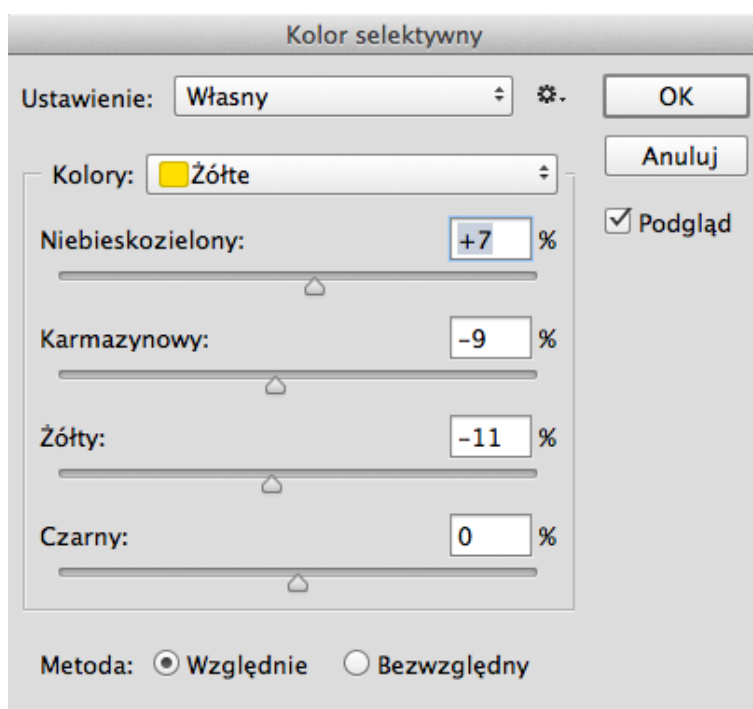 Kolor selektywny
Ustawienie: Własny OK
Anuluj
Kolory: Żółte
Podgląd
Niebieskozielony: +7 %
Karmazynowy: –9 %
Żółty: –11 %
Czarny: 0 %
Metoda: Względnie Bezwzględny